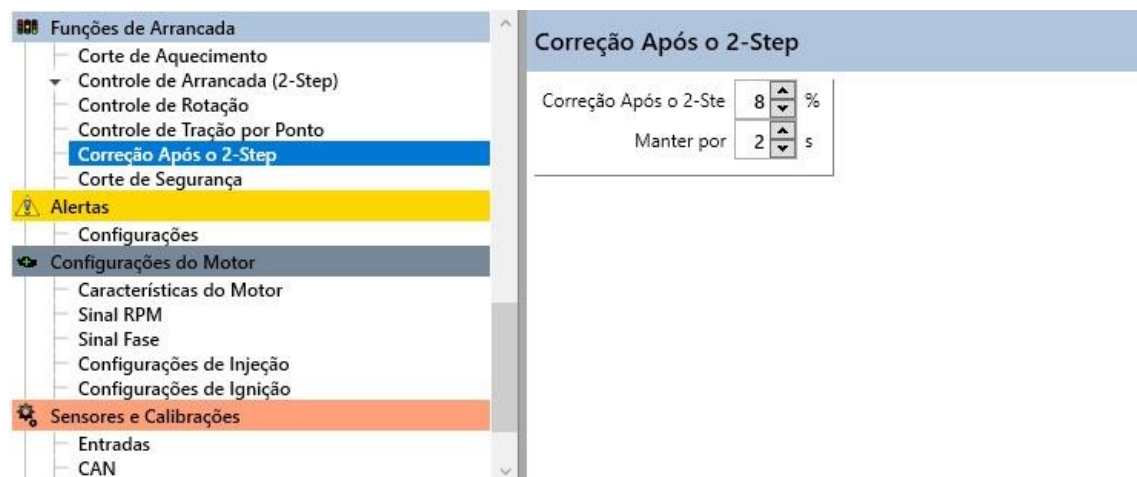 Funções de Arrancada
Corte de Aquecimento
Controle de Arrancada (2-Step)
Controle de Rotação
Controle de Tração por Ponto
Correção Após o 2-Step
Corte de Segurança
Alertas
Configurações
Configurações do Motor
Características do Motor
Sinal RPM
Sinal Fase
Configurações de Injeção
Configurações de Ignição
Sensores e Calibrações
Entradas
CAN
Correção Após o 2-Step
Correção Após o 2-Ste 8 %
Manter por 2 s